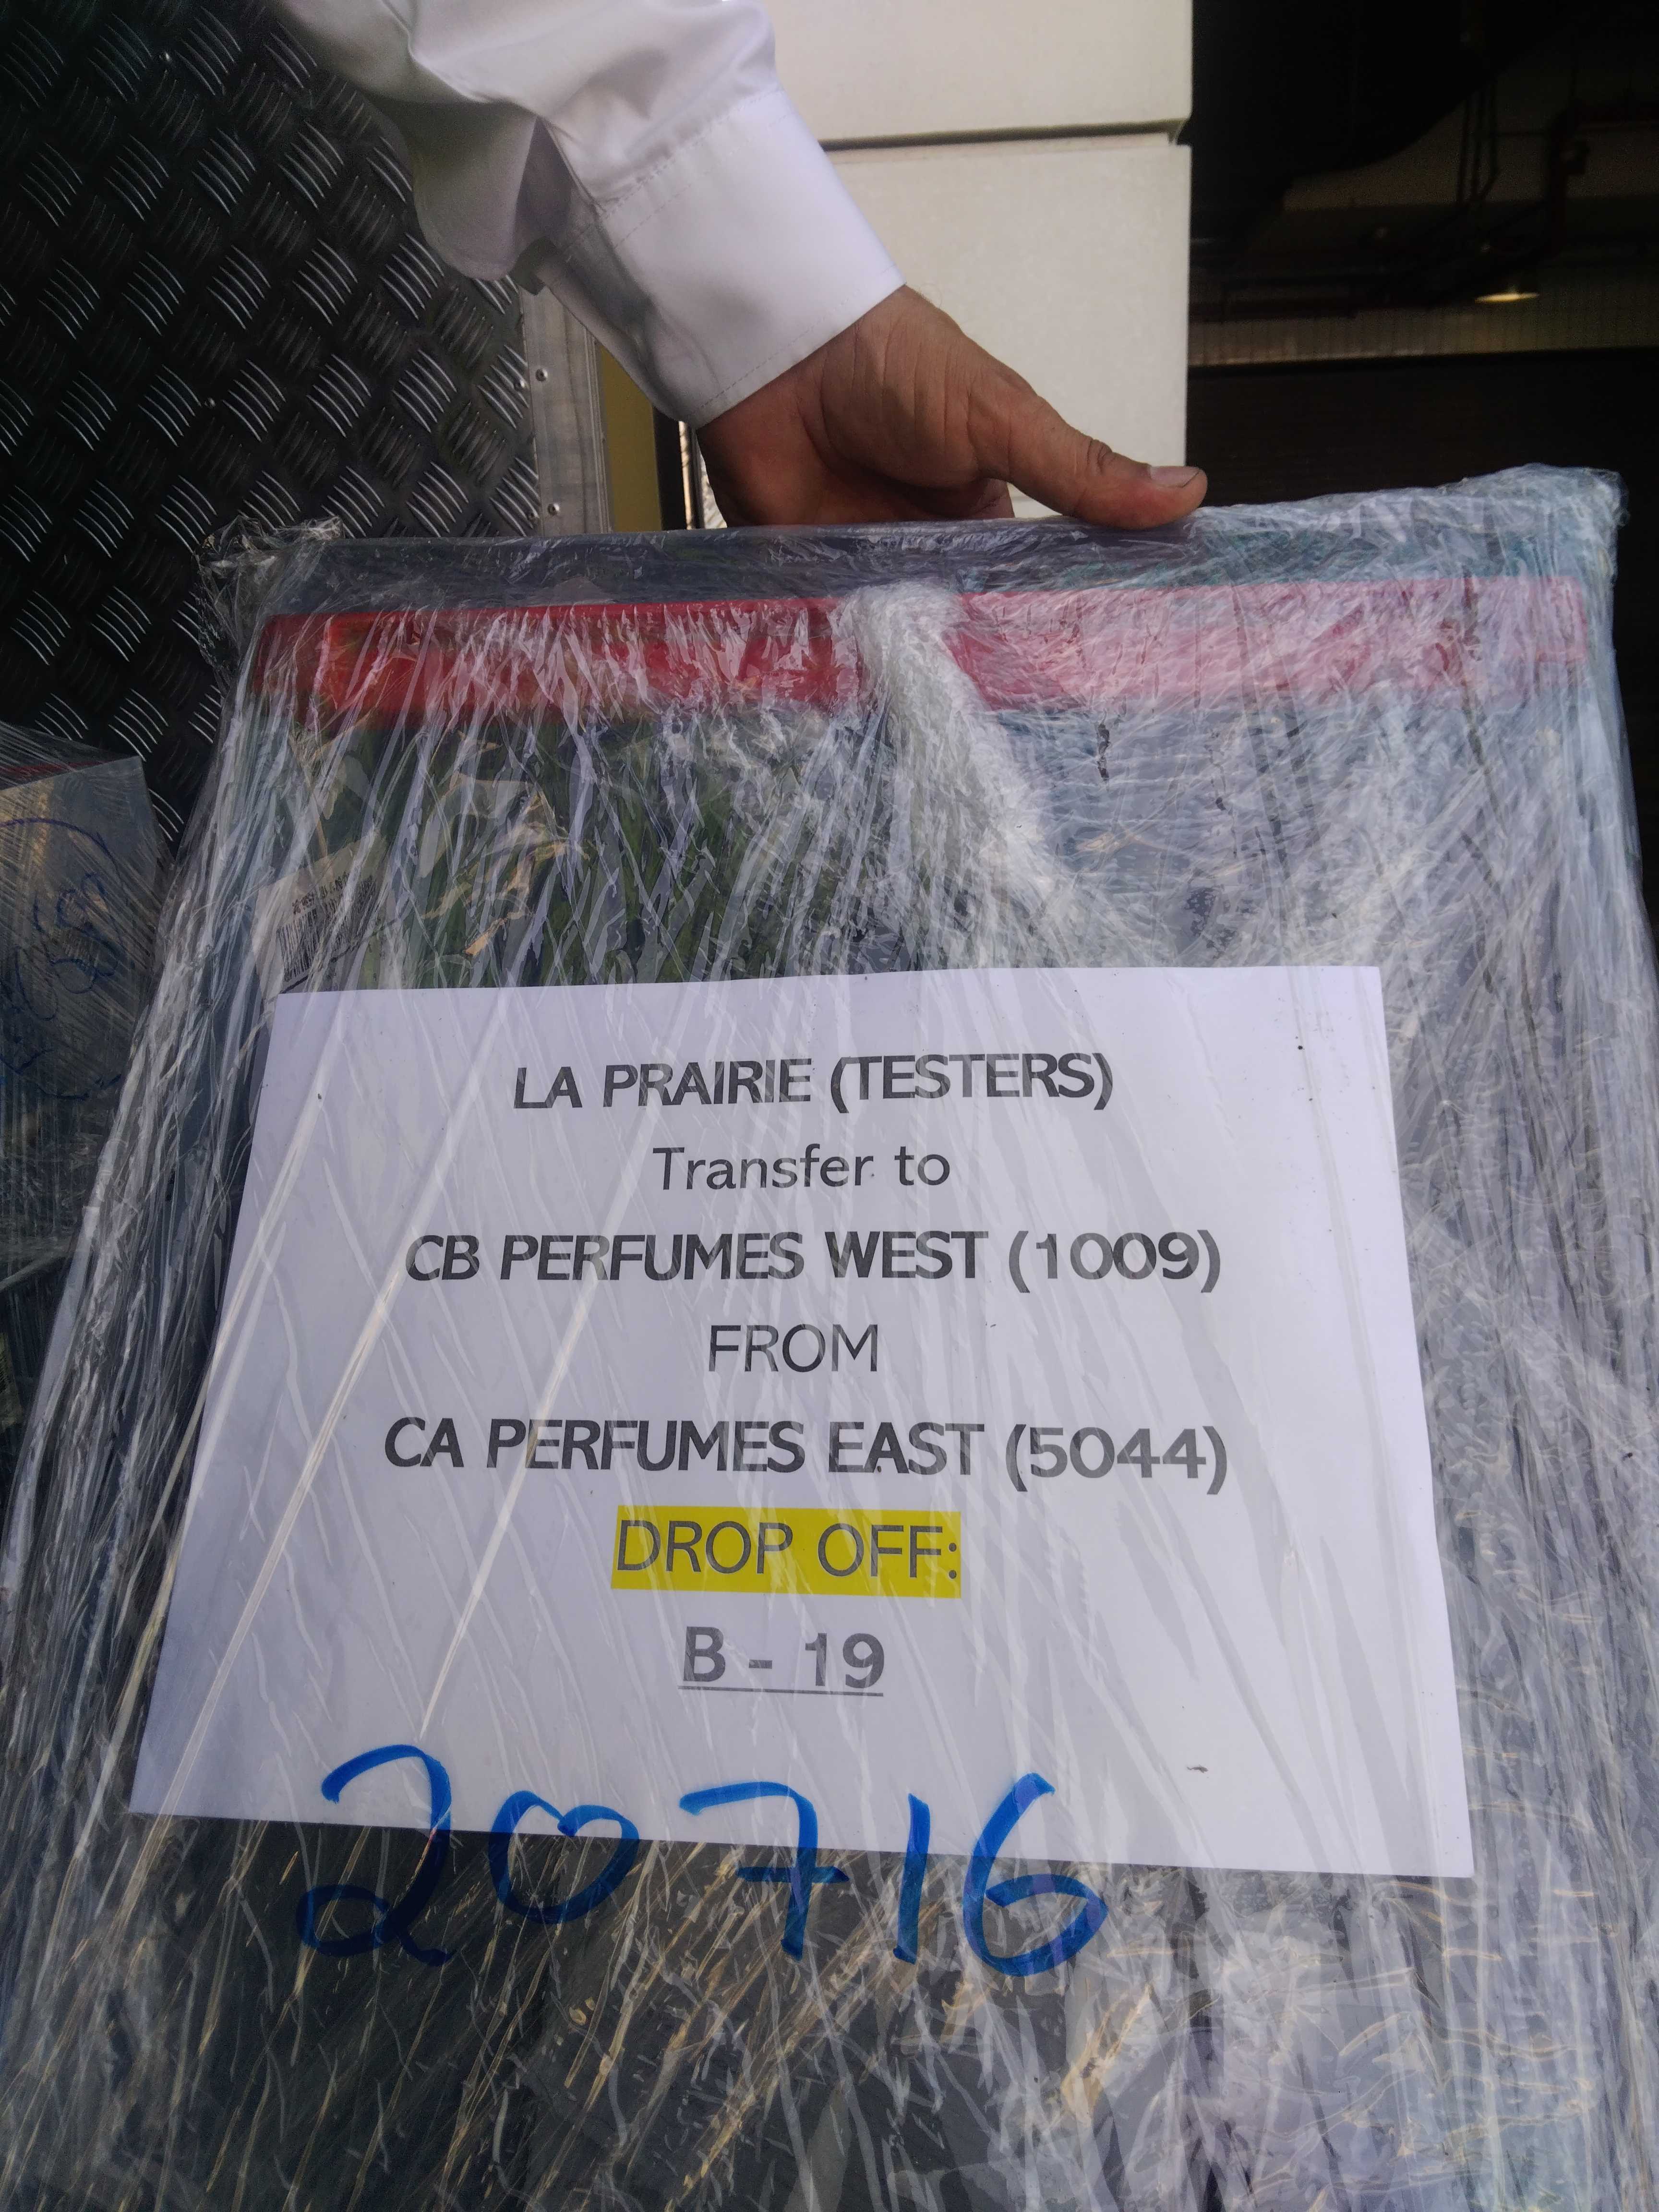 LA PRAIRIE (TESTERS)
Transfer to
CB PERFUMES WEST (1009)
FROM
CA PERFUMES EAST (5044)
DROP OFF:
B - 19
20716